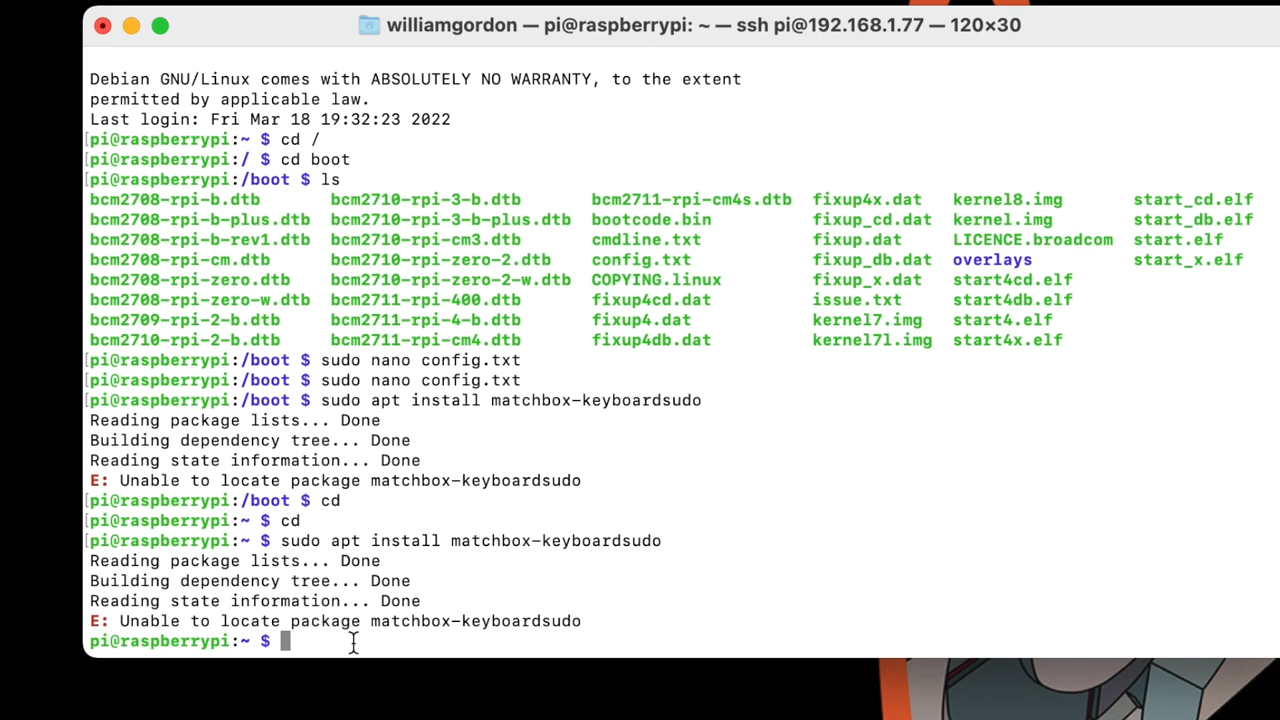 williamgordon — pi@raspberrypi: ~ — ssh pi@192.168.1.77 — 120×30
Debian GNU/Linux comes with ABSOLUTELY NO WARRANTY, to the extent
permitted by applicable law.
Last login: Fri Mar 18 19:32:23 2022
[pi@raspberrypi:~ $ cd /
[pi@raspberrypi:/ $ cd boot
[pi@raspberrypi:/boot $ ls
bcm2708-rpi-b.dtb bcm2710-rpi-3-b.dtb bcm2711-rpi-cm4s.dtb fixup4x.dat kernel8.img start_cd.elf
bcm2708-rpi-b-plus.dtb bcm2710-rpi-3-b-plus.dtb bootcode.bin fixup_cd.dat kernel.img start_db.elf
bcm2708-rpi-b-rev1.dtb bcm2710-rpi-cm3.dtb cmdline.txt fixup.dat LICENCE.broadcom start.elf
bcm2708-rpi-cm.dtb bcm2710-rpi-zero-2.dtb config.txt fixup_db.dat overlays start_x.elf
bcm2708-rpi-zero.dtb bcm2710-rpi-zero-2-w.dtb COPYING.linux fixup_x.dat start4cd.elf
bcm2708-rpi-zero-w.dtb bcm2711-rpi-400.dtb fixup4cd.dat issue.txt start4db.elf
bcm2709-rpi-2-b.dtb bcm2711-rpi-4-b.dtb fixup4.dat kernel7.img start4.elf
bcm2710-rpi-2-b.dtb bcm2711-rpi-cm4.dtb fixup4db.dat kernel7l.img start4x.elf
[pi@raspberrypi:/boot $ sudo nano config.txt
[pi@raspberrypi:/boot $ sudo nano config.txt
[pi@raspberrypi:/boot $ sudo apt install matchbox-keyboardsudo
Reading package lists... Done
Building dependency tree... Done
Reading state information... Done
E: Unable to locate package matchbox-keyboardsudo
[pi@raspberrypi:/boot $ cd
[pi@raspberrypi:~ $ cd
[pi@raspberrypi:~ $ sudo apt install matchbox-keyboardsudo
Reading package lists... Done
Building dependency tree... Done
Reading state information... Done
E: Unable to locate package matchbox-keyboardsudo
pi@raspberrypi:~ $